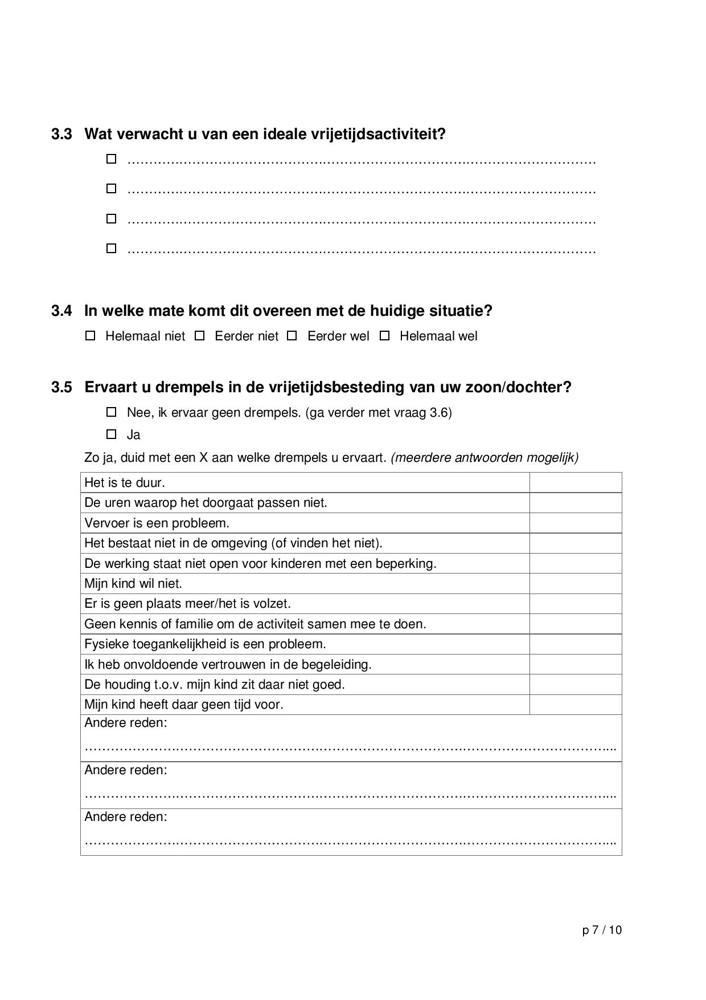 3.3 Wat verwacht u van een ideale vrijetijdsactiviteit?
☐ ………………………………………………………………………………………
☐ ………………………………………………………………………………………
☐ ………………………………………………………………………………………
☐ ………………………………………………………………………………………
3.4 In welke mate komt dit overeen met de huidige situatie?
☐ Helemaal niet ☐ Eerder niet ☐ Eerder wel ☐ Helemaal wel
3.5 Ervaart u drempels in de vrijetijdsbesteding van uw zoon/dochter?
☐ Nee, ik ervaar geen drempels. (ga verder met vraag 3.6)
☐ Ja
Zo ja, duid met een X aan welke drempels u ervaart. (meerdere antwoorden mogelijk)
Het is te duur.
De uren waarop het doorgaat passen niet.
Vervoer is een probleem.
Het bestaat niet in de omgeving (of vinden het niet).
De werking staat niet open voor kinderen met een beperking.
Mijn kind wil niet.
Er is geen plaats meer/het is volzet.
Geen kennis of familie om de activiteit samen mee te doen.
Fysieke toegankelijkheid is een probleem.
Ik heb onvoldoende vertrouwen in de begeleiding.
De houding t.o.v. mijn kind zit daar niet goed.
Mijn kind heeft daar geen tijd voor.
Andere reden:
………………………………………………………………………………………………....
Andere reden:
………………………………………………………………………………………………....
Andere reden:
………………………………………………………………………………………………....
p 7 / 10